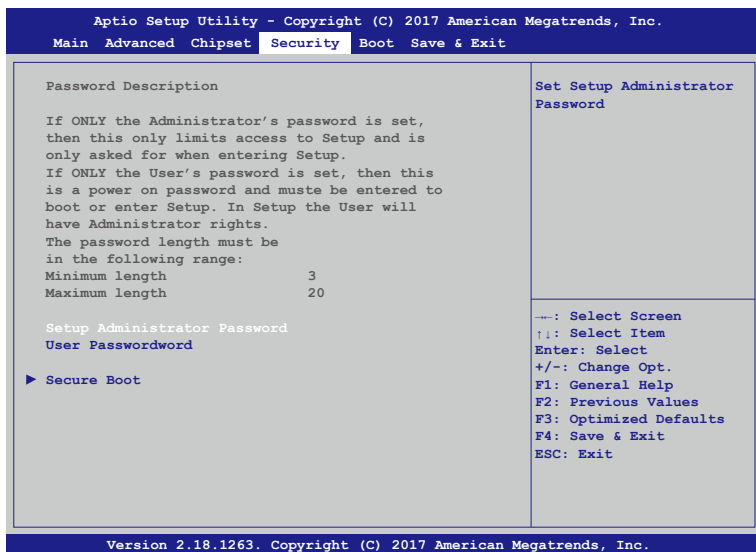 Aptio Setup Utility - Copyright (C) 2017 American Megatrends, Inc.
Main Advanced Chipset Security Boot Save & Exit
Password Description
If ONLY the Administrator's password is set,
then this only limits access to Setup and is
only asked for when entering Setup.
If ONLY the User's password is set, then this
is a power on password and muste be entered to
boot or enter Setup. In Setup the User will
have Administrator rights.
The password length must be
in the following range:
Minimum length 3
Maximum length 20
Setup Administrator Password
User Passwordword
▶ Secure Boot
Set Setup Administrator
Password
→←: Select Screen
↑↓: Select Item
Enter: Select
+/-: Change Opt.
F1: General Help
F2: Previous Values
F3: Optimized Defaults
F4: Save & Exit
ESC: Exit
Version 2.18.1263. Copyright (C) 2017 American Megatrends, Inc.